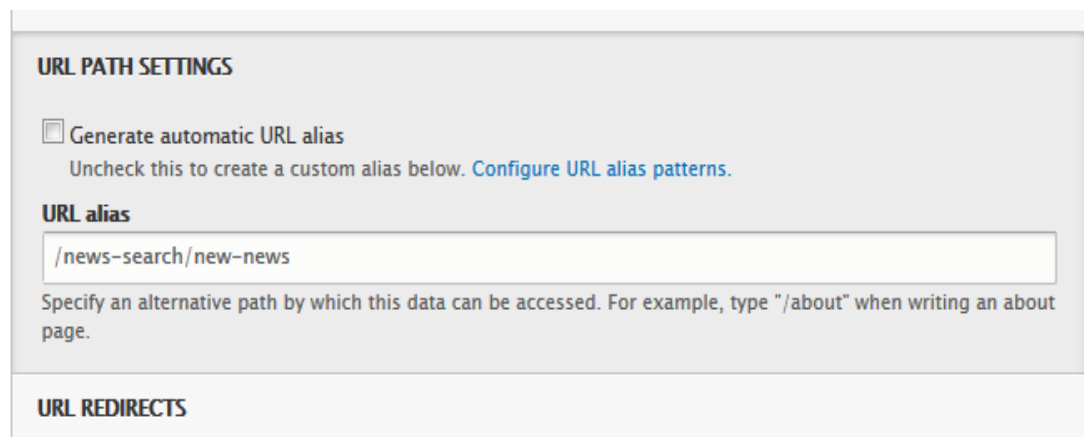 URL PATH SETTINGS
Generate automatic URL alias
Uncheck this to create a custom alias below. Configure URL alias patterns.
URL alias
/news-search/new-news
Specify an alternative path by which this data can be accessed. For example, type "/about" when writing an about
page.
URL REDIRECTS